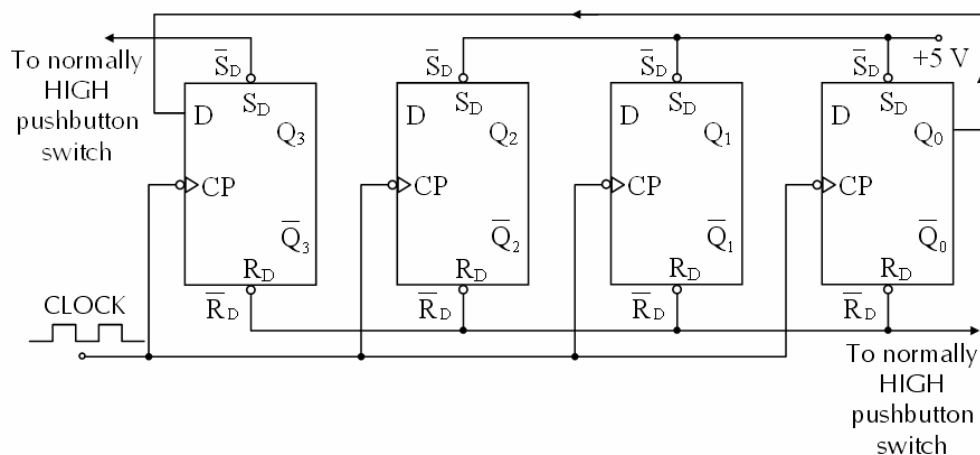 To normally
HIGH
pushbutton
switch
S̅D S̅D S̅D S̅D
+5 V
SD SD SD SD
D Q3 D Q2 D Q1 D Q0
CP CP CP CP
Q̅3 Q̅2 Q̅1 Q̅0
RD RD RD RD
R̅D R̅D R̅D R̅D
CLOCK
To normally
HIGH
pushbutton
switch